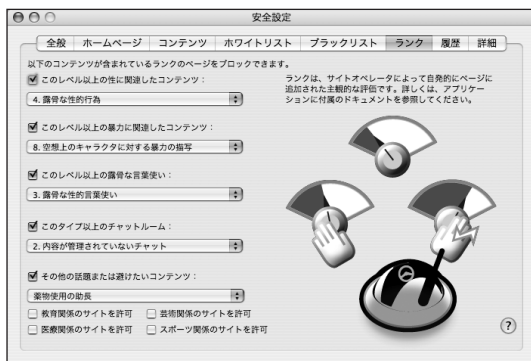 安全設定
全般 ホームページ コンテンツ ホワイトリスト ブラックリスト ランク 履歴 詳細
以下のコンテンツが含まれているランクのページをブロックできます。
このレベル以上の性に関連したコンテンツ：
4. 露骨な性的行為
このレベル以上の暴力に関連したコンテンツ：
8. 空想上のキャラクタに対する暴力の描写
このレベル以上の露骨な言葉使い：
3. 露骨な性的言葉使い
このタイプ以上のチャットルーム：
2. 内容が管理されていないチャット
その他の話題または避けたいコンテンツ：
薬物使用の助長
教育関係のサイトを許可 芸術関係のサイトを許可
医療関係のサイトを許可 スポーツ関係のサイトを許可
ランクは、サイトオペレータによって自発的にページに
追加された主観的な評価です。詳しくは、アプリケー
ションに付属のドキュメントを参照してください。
?